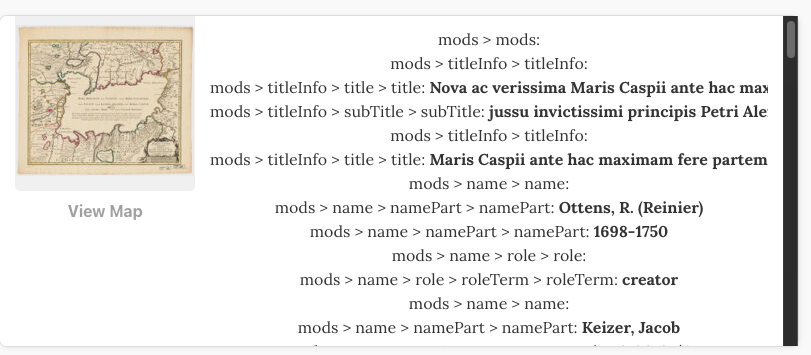 mods > mods:
mods > titleInfo > titleInfo:
mods > titleInfo > title > title: Nova ac verissima Maris Caspii ante hac
mods > titleInfo > subTitle > subTitle: jussu invictissimi principis Petri
mods > titleInfo > titleInfo:
mods > titleInfo > title > title: Maris Caspii ante hac maximam fere partem
mods > name > name:
mods > name > namePart > namePart: Ottens, R. (Reinier)
mods > name > namePart > namePart: 1698-1750
mods > name > role > role:
mods > name > role > roleTerm > roleTerm: creator
mods > name > name:
mods > name > namePart > namePart: Keizer, Jacob
View Map